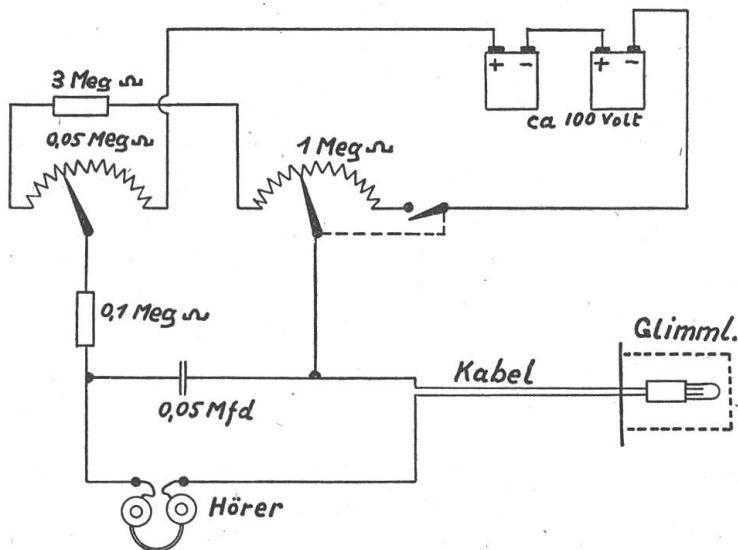 + - + -
ca 100 Volt
3 Meg Ω
0,05 Meg Ω
1 Meg Ω
0,1 Meg Ω
Glimml.
Kabel
0,05 Mfd
Hörer